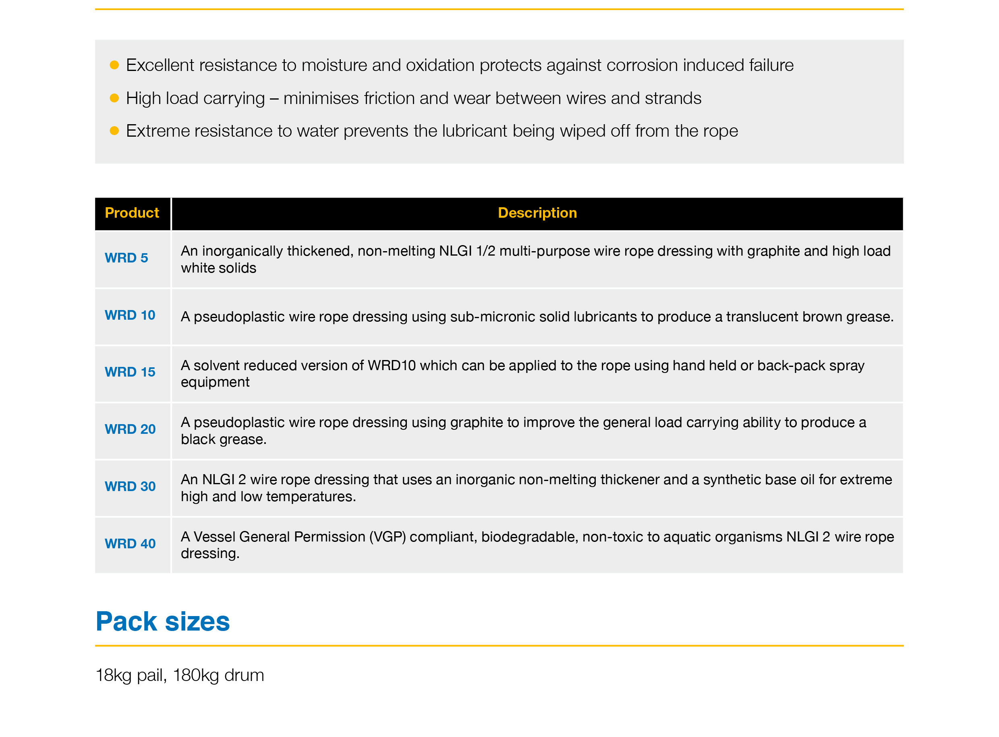 Excellent resistance to moisture and oxidation protects against corrosion induced failure
High load carrying – minimises friction and wear between wires and strands
Extreme resistance to water prevents the lubricant being wiped off from the rope
Product Description
WRD 5 An inorganically thickened, non-melting NLGI 1/2 multi-purpose wire rope dressing with graphite and high load
white solids
WRD 10 A pseudoplastic wire rope dressing using sub-micronic solid lubricants to produce a translucent brown grease.
WRD 15 A solvent reduced version of WRD10 which can be applied to the rope using hand held or back-pack spray
equipment
WRD 20 A pseudoplastic wire rope dressing using graphite to improve the general load carrying ability to produce a
black grease.
WRD 30 An NLGI 2 wire rope dressing that uses an inorganic non-melting thickener and a synthetic base oil for extreme
high and low temperatures.
WRD 40 A Vessel General Permission (VGP) compliant, biodegradable, non-toxic to aquatic organisms NLGI 2 wire rope
dressing.
Pack sizes
18kg pail, 180kg drum